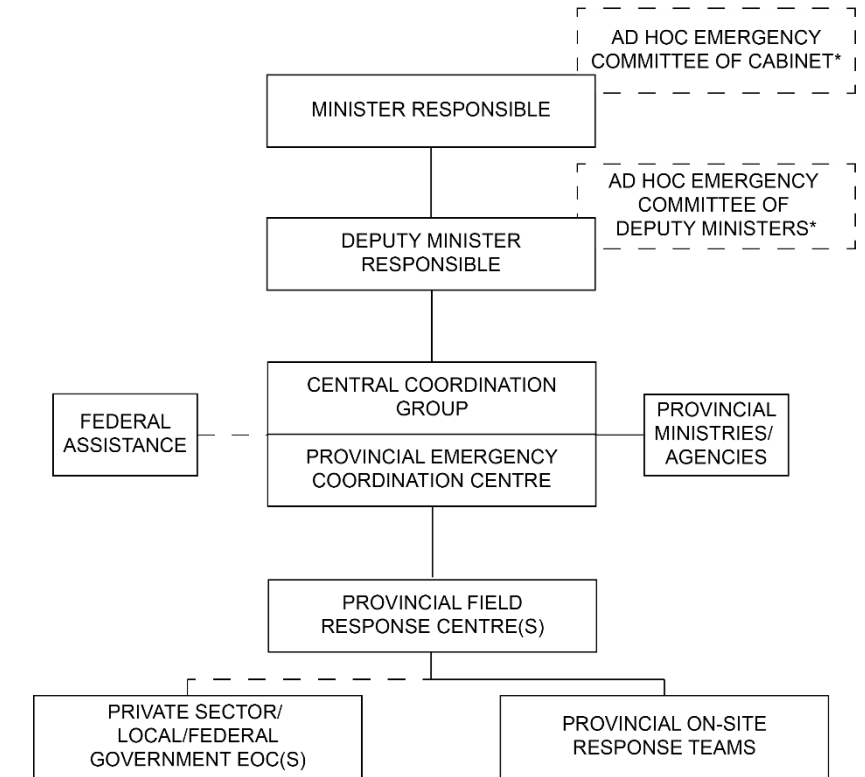 AD HOC EMERGENCY
COMMITTEE OF CABINET*
MINISTER RESPONSIBLE
AD HOC EMERGENCY
COMMITTEE OF
DEPUTY MINISTERS*
DEPUTY MINISTER
RESPONSIBLE
CENTRAL COORDINATION
GROUP
FEDERAL
ASSISTANCE
PROVINCIAL EMERGENCY
COORDINATION CENTRE
PROVINCIAL
MINISTRIES/
AGENCIES
PROVINCIAL FIELD
RESPONSE CENTRE(S)
PRIVATE SECTOR/
LOCAL/FEDERAL
GOVERNMENT EOC(S)
PROVINCIAL ON-SITE
RESPONSE TEAMS